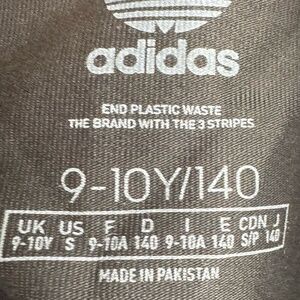 adidas
END PLASTIC WASTE
THE BRAND WITH THE 3 STRIPES
9-10Y/140
UK US F D I E CDN J
9-10Y S 9-10A 140 9-10A 140 S/P 140
MADE IN PAKISTAN